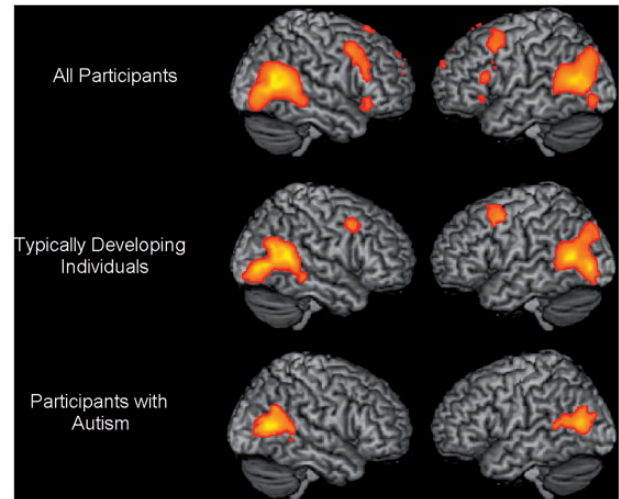 All Participants
Typically Developing
Individuals
Participants with
Autism